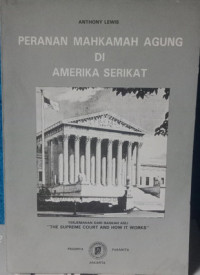 ANTHONY LEWIS
PERANAN MAHKAMAH AGUNG
DI
AMERIKA SERIKAT
"THE SUPREME COURT AND HOW IT WORKS"